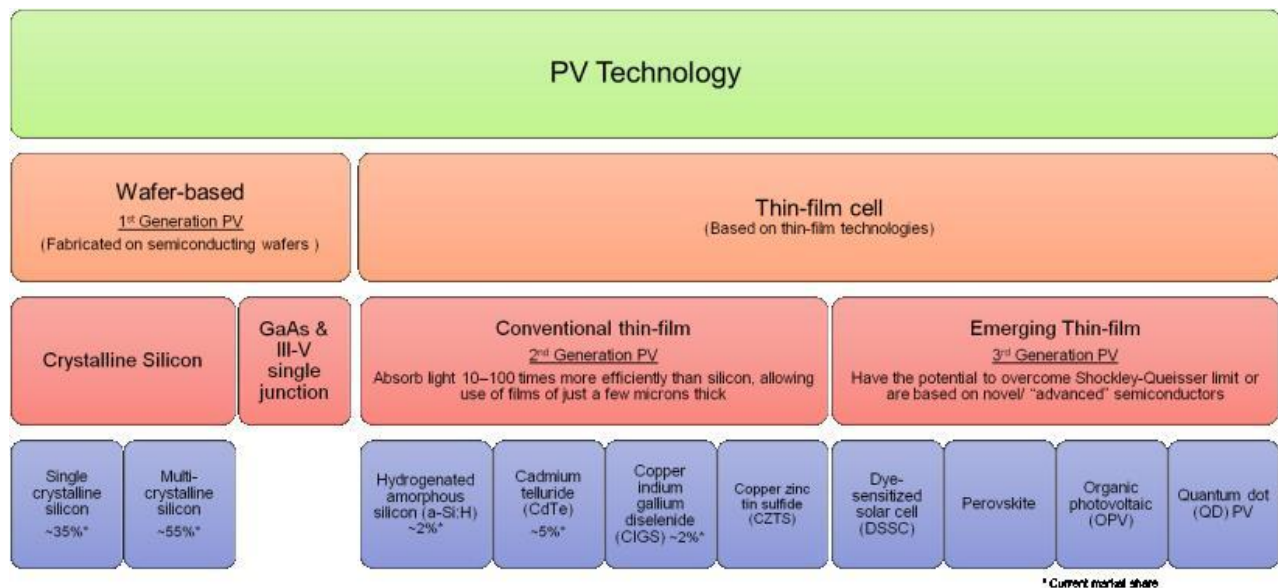 PV Technology
Wafer-based
1st Generation PV
(Fabricated on semiconducting wafers )
Thin-film cell
(Based on thin-film technologies)
Crystalline Silicon
GaAs &
III-V
single
junction
Conventional thin-film
2nd Generation PV
Absorb light 10–100 times more efficiently than silicon, allowing
use of films of just a few microns thick
Emerging Thin-film
3rd Generation PV
Have the potential to overcome Shockley-Queisser limit or
are based on novel/ “advanced” semiconductors
Single
crystalline
silicon
~35%*
Multi-
crystalline
silicon
~55%*
Hydrogenated
amorphous
silicon (a-Si:H)
~2%*
Cadmium
telluride
(CdTe)
~5%*
Copper
indium
gallium
diselenide
(CIGS) ~2%*
Copper zinc
tin sulfide
(CZTS)
Dye-
sensitized
solar cell
(DSSC)
Perovskite
Organic
photovoltaic
(OPV)
Quantum dot
(QD) PV
* Current market share